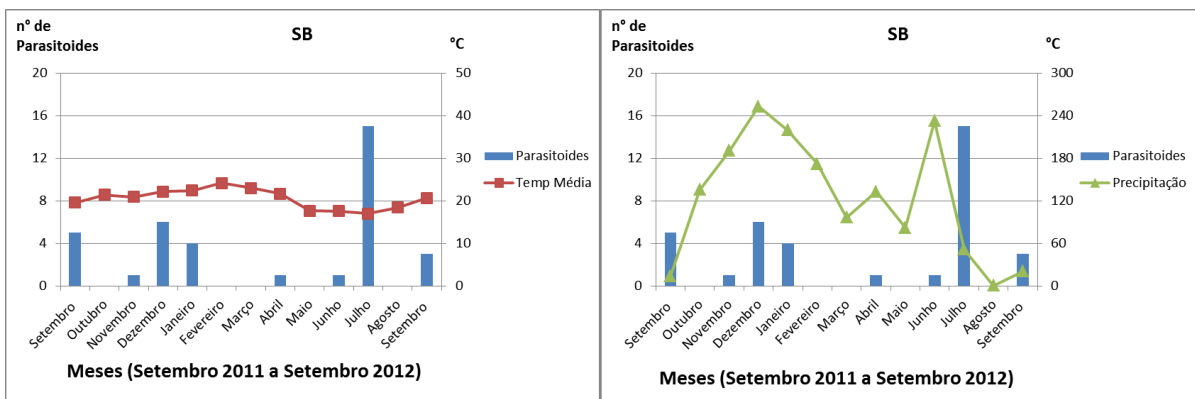 n° de
Parasitoides
SB
°C
20
16
12
8
4
0
50
40
30
20
10
0
Parasitoides
Temp Média
Setembro
Outubro
Novembro
Dezembro
Janeiro
Fevereiro
Março
Abril
Maio
Junho
Julho
Agosto
Setembro
Meses (Setembro 2011 a Setembro 2012)
n° de
Parasitoides
SB
°C
20
16
12
8
4
0
300
240
180
120
60
0
Parasitoides
Precipitação
Setembro
Outubro
Novembro
Dezembro
Janeiro
Fevereiro
Março
Abril
Maio
Junho
Julho
Agosto
Setembro
Meses (Setembro 2011 a Setembro 2012)